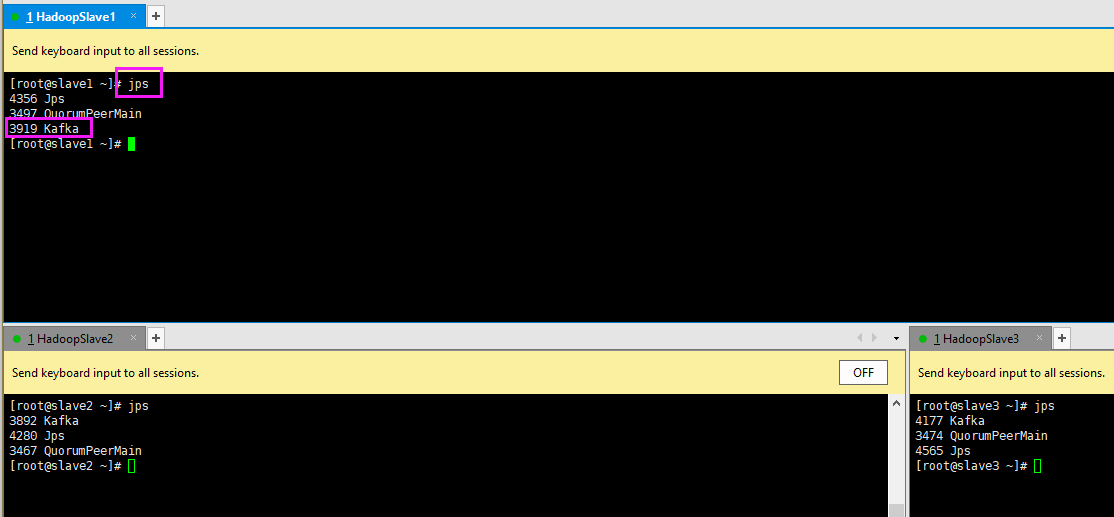 1 HadoopSlave1 × +
Send keyboard input to all sessions.
[root@slave1 ~]# jps
4356 Jps
3497 QuorumPeerMain
3919 Kafka
[root@slave1 ~]#
1 HadoopSlave2 × +
Send keyboard input to all sessions. OFF
[root@slave2 ~]# jps
3892 Kafka
4280 Jps
3467 QuorumPeerMain
[root@slave2 ~]#
1 HadoopSlave3 × +
Send keyboard input to all sessions.
[root@slave3 ~]# jps
4177 Kafka
3474 QuorumPeerMain
4565 Jps
[root@slave3 ~]#